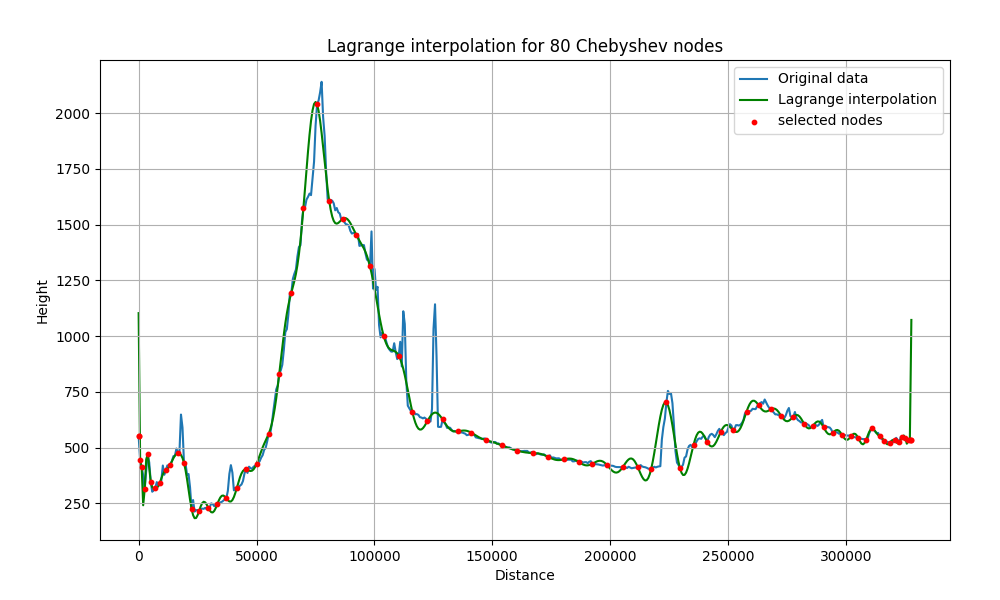 Lagrange interpolation for 80 Chebyshev nodes
Original data
Lagrange interpolation
selected nodes
Height
2000
1750
1500
1250
1000
750
500
250
0
50000
100000
150000
200000
250000
300000
Distance